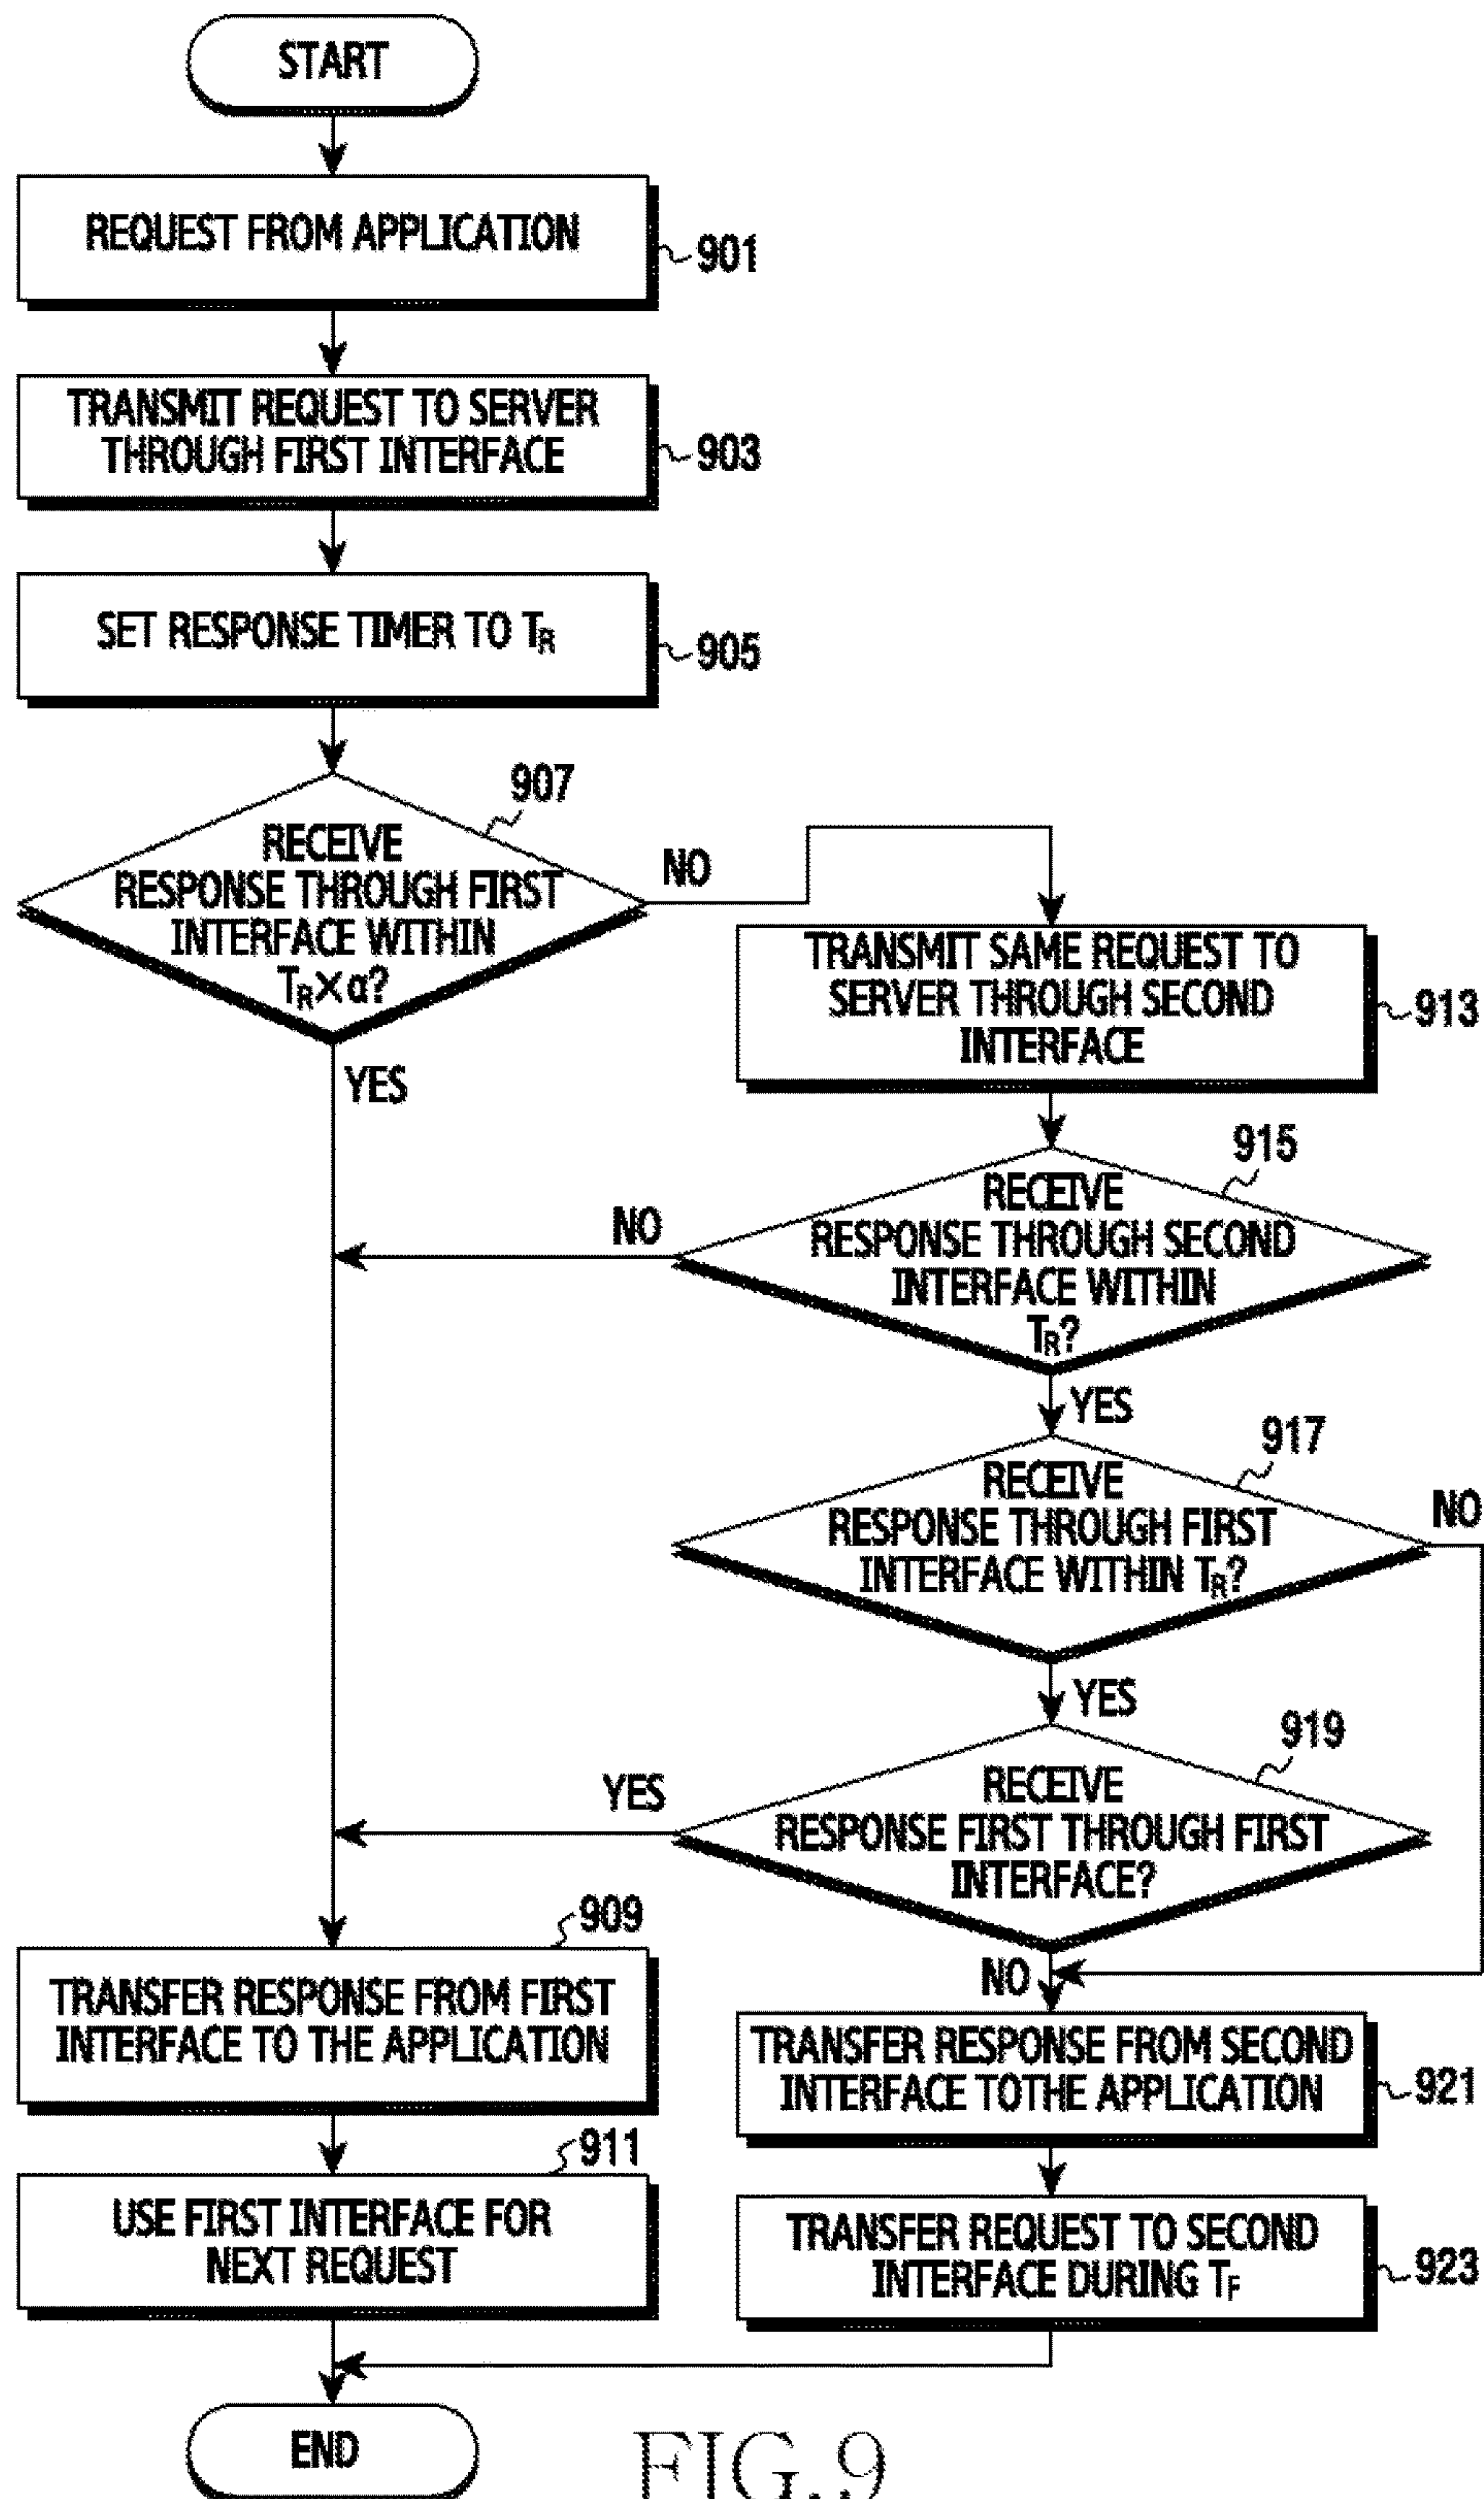 START
REQUEST FROM APPLICATION
901
TRANSMIT REQUEST TO SERVER
THROUGH FIRST INTERFACE
903
SET RESPONSE TIMER TO TR
905
907
RECEIVE
RESPONSE THROUGH FIRST
INTERFACE WITHIN
TR×α?
NO
YES
TRANSMIT SAME REQUEST TO
SERVER THROUGH SECOND
INTERFACE
913
915
RECEIVE
RESPONSE THROUGH SECOND
INTERFACE WITHIN
TR?
NO
YES
917
RECEIVE
RESPONSE THROUGH FIRST
INTERFACE WITHIN TR?
NO
YES
919
RECEIVE
RESPONSE FIRST THROUGH FIRST
INTERFACE?
YES
NO
909
TRANSFER RESPONSE FROM FIRST
INTERFACE TO THE APPLICATION
911
USE FIRST INTERFACE FOR
NEXT REQUEST
TRANSFER RESPONSE FROM SECOND
INTERFACE TOTHE APPLICATION
921
TRANSFER REQUEST TO SECOND
INTERFACE DURING TF
923
END
FIG.9